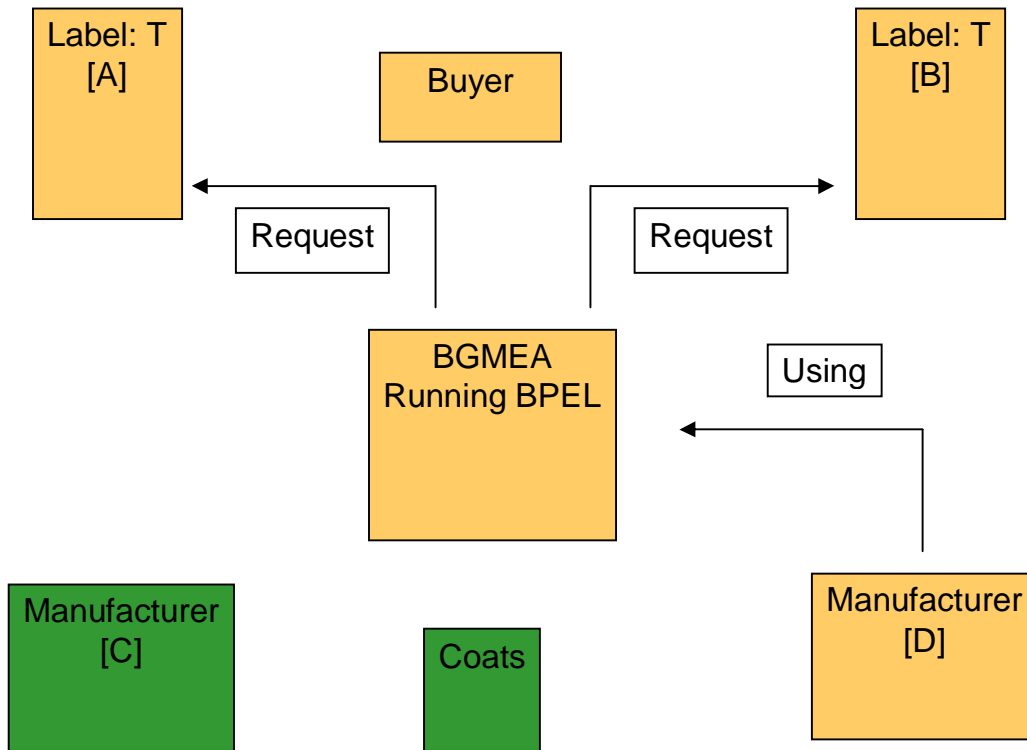 Label: T
[A]
Buyer
Label: T
[B]
Request
Request
BGMEA
Running BPEL
Using
Manufacturer
[C]
Coats
Manufacturer
[D]